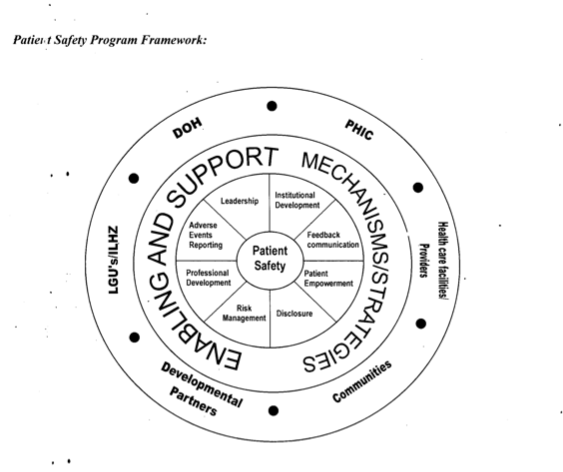 Patient Safety Program Framework:
DOH
PHIC
Health care facilities/
Providers
Communities
Developmental
Partners
LGU's/ILHZ
ENABLING AND SUPPORT MECHANISMS/STRATEGIES
Leadership
Institutional
Development
Feedback
communication
Patient
Empowerment
Disclosure
Risk
Management
Professional
Development
Adverse
Events
Reporting
Patient
Safety